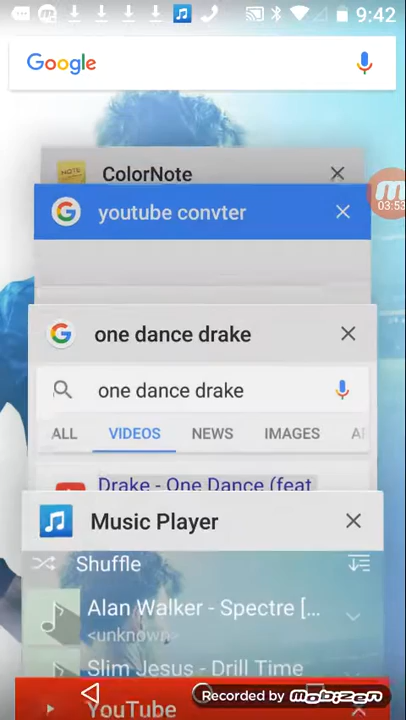 9:42
Google
ColorNote
youtube convter
03:53
one dance drake
one dance drake
ALL VIDEOS NEWS IMAGES
Drake - One Dance (feat
Music Player
Shuffle
Alan Walker - Spectre [...
<unknown>
Slim Jesus - Drill Time
YouTube
Recorded by mobizen